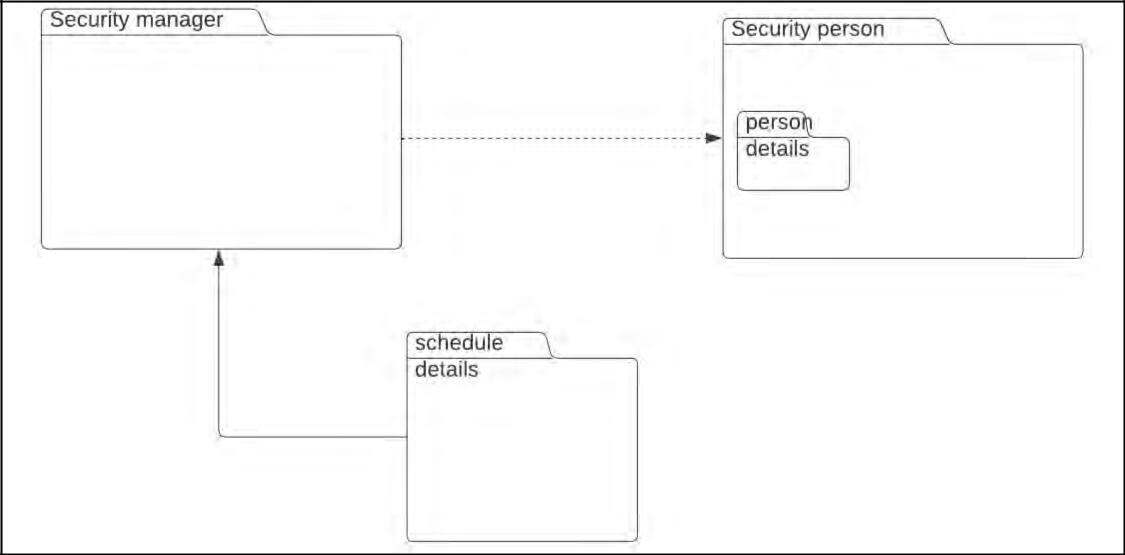 Security manager
Security person
person
details
schedule
details